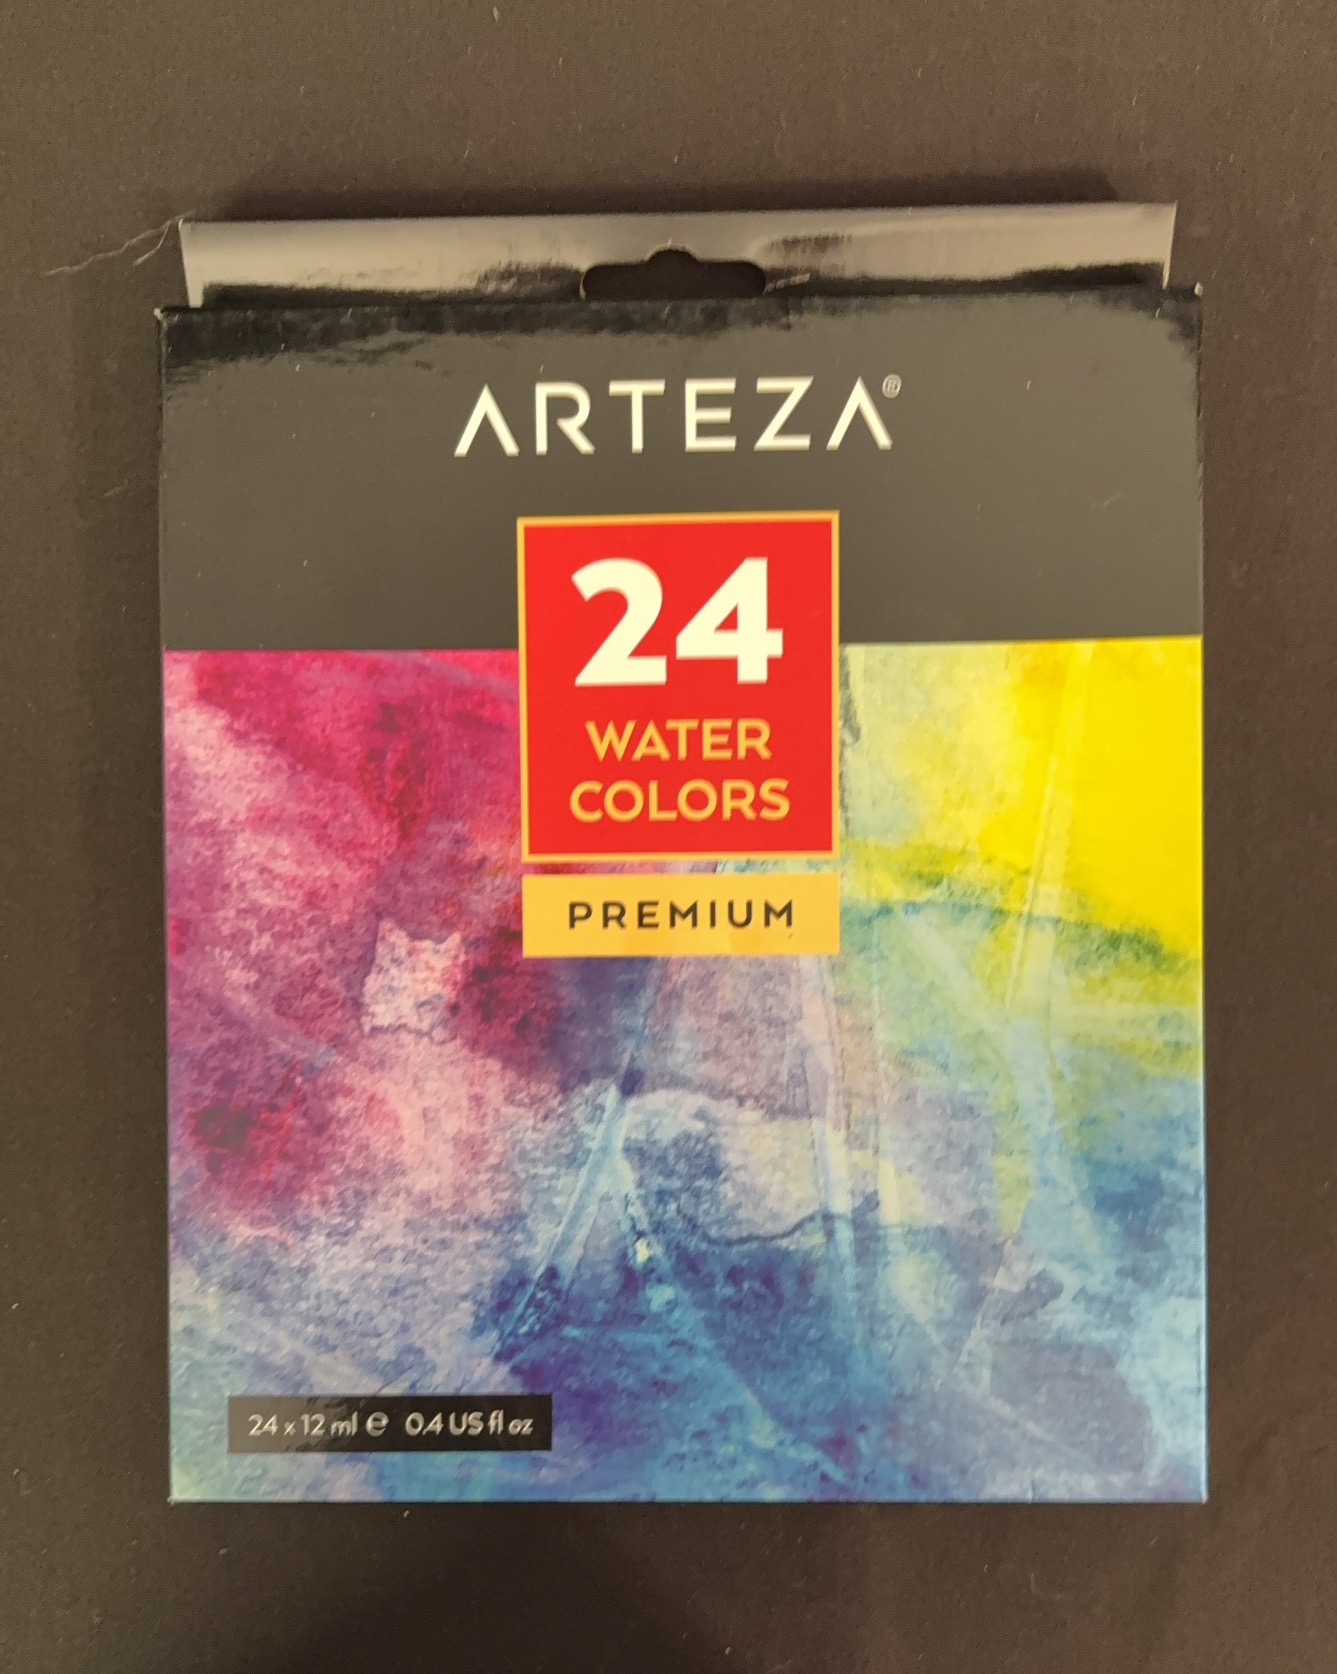 ARTEZA®
24
WATER
COLORS
PREMIUM
24 x 12 ml ℮ 0.4 US fl oz